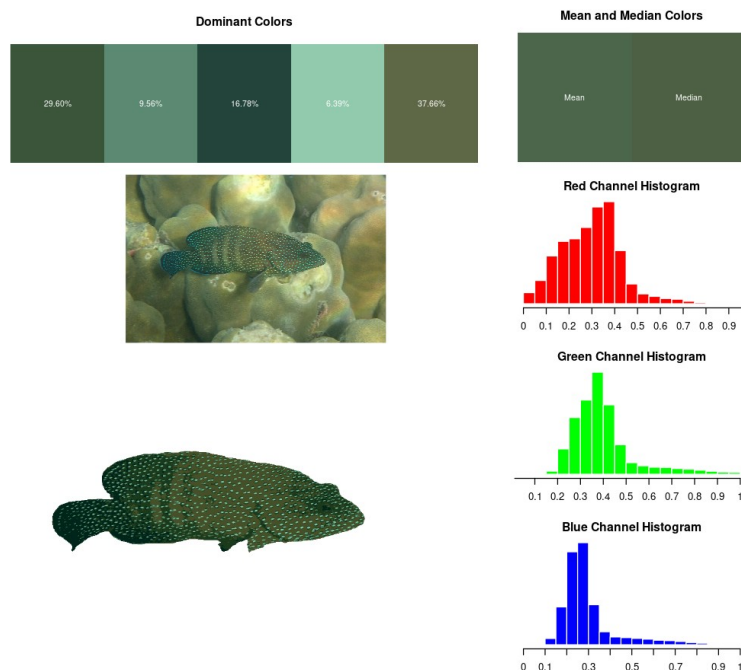 Dominant Colors
29.60%
9.56%
16.78%
6.39%
37.66%
Mean and Median Colors
Mean
Median
Red Channel Histogram
0 0.1 0.2 0.3 0.4 0.5 0.6 0.7 0.8 0.9
Green Channel Histogram
0.1 0.2 0.3 0.4 0.5 0.6 0.7 0.8 0.9 1
Blue Channel Histogram
0 0.1 0.3 0.5 0.7 1